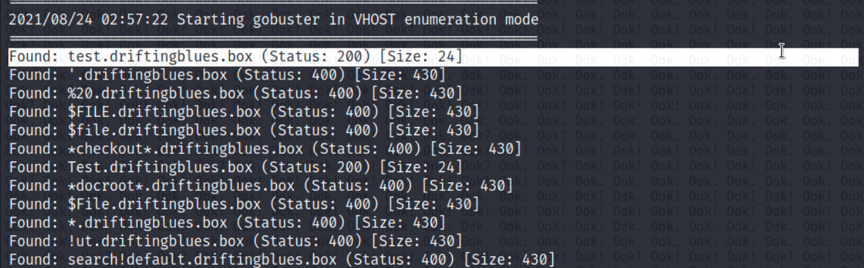 2021/08/24 02:57:22 Starting gobuster in VHOST enumeration mode
Found: test.driftingblues.box (Status: 200) [Size: 24]
Found: '.driftingblues.box (Status: 400) [Size: 430]
Found: %20.driftingblues.box (Status: 400) [Size: 430]
Found: $FILE.driftingblues.box (Status: 400) [Size: 430]
Found: $file.driftingblues.box (Status: 400) [Size: 430]
Found: *checkout*.driftingblues.box (Status: 400) [Size: 430]
Found: Test.driftingblues.box (Status: 200) [Size: 24]
Found: *docroot*.driftingblues.box (Status: 400) [Size: 430]
Found: $File.driftingblues.box (Status: 400) [Size: 430]
Found: *.driftingblues.box (Status: 400) [Size: 430]
Found: !ut.driftingblues.box (Status: 400) [Size: 430]
Found: search!default.driftingblues.box (Status: 400) [Size: 430]